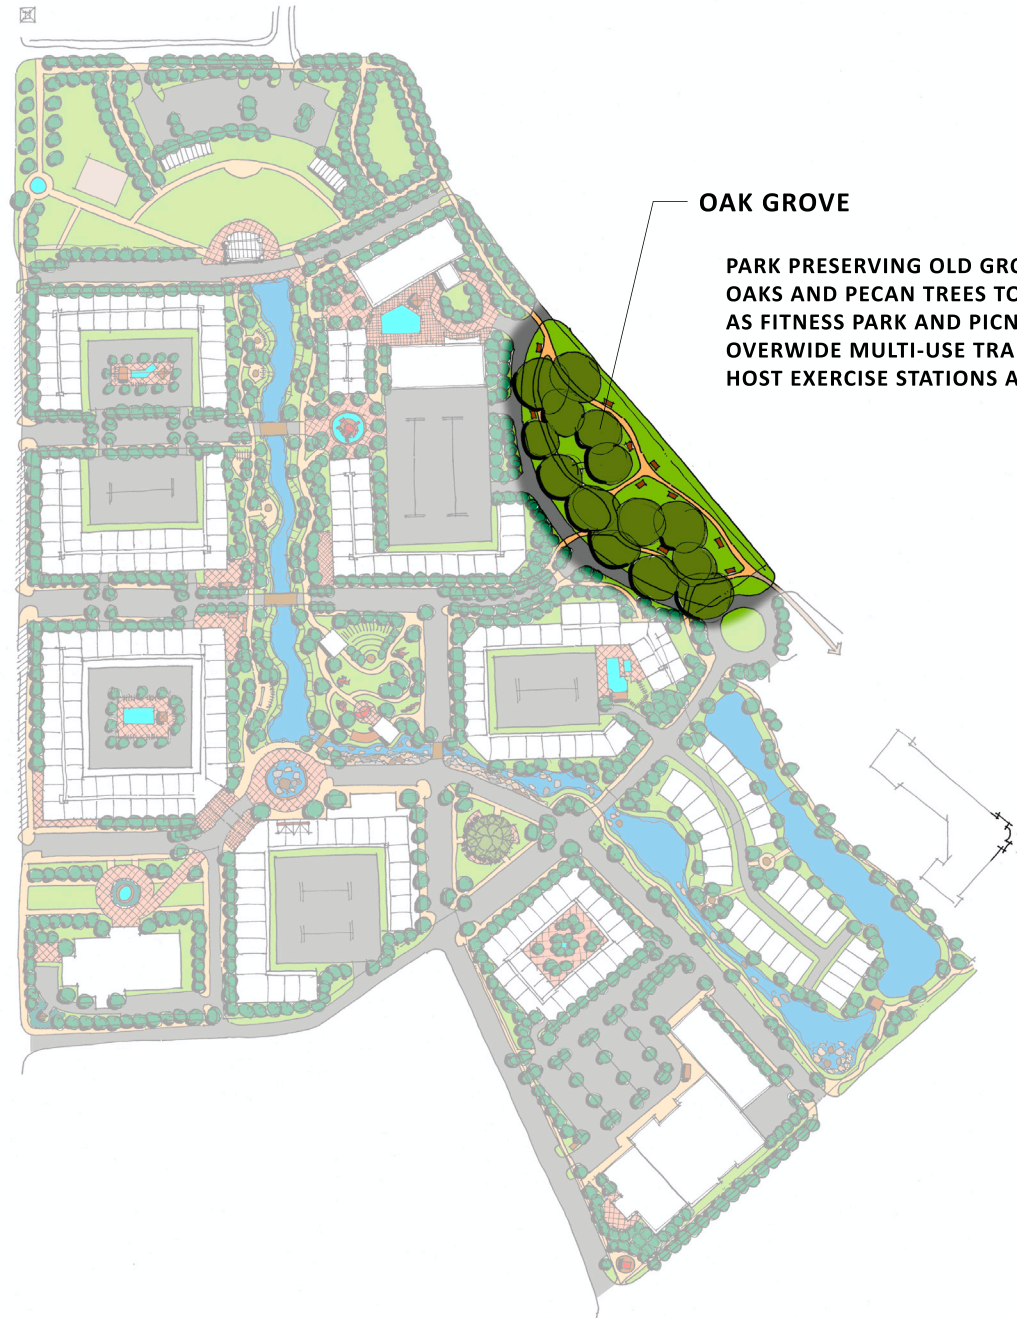 OAK GROVE
PARK PRESERVING OLD GRO
OAKS AND PECAN TREES TO
AS FITNESS PARK AND PICN
OVERWIDE MULTI-USE TRA
HOST EXERCISE STATIONS A